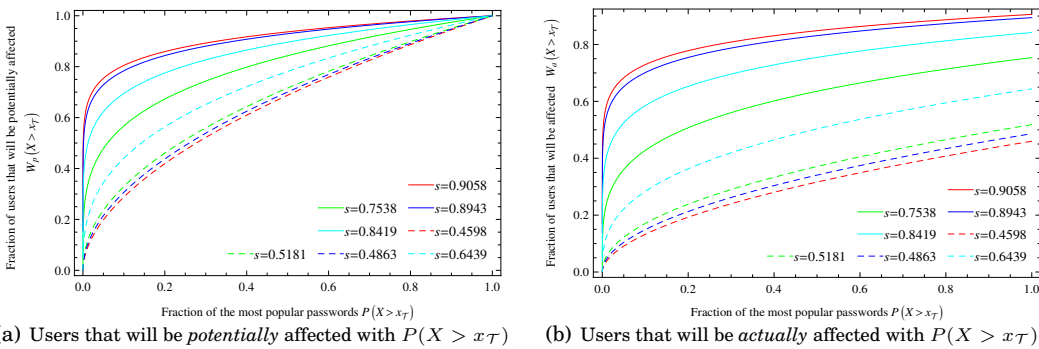 1.0
0.8
0.6
0.4
0.2
0.0
Fraction of users that will be potentially affected
W_p(X > x_𝒯)
s=0.9058
s=0.7538 s=0.8943
s=0.8419 s=0.4598
s=0.5181 s=0.4863 s=0.6439
0.0 0.2 0.4 0.6 0.8 1.0
Fraction of the most popular passwords P(X > x_𝒯)
a) Users that will be potentially affected with P(X > x_𝒯)
0.8
0.6
0.4
0.2
0.0
Fraction of users that will be affected W_a(X > x_𝒯)
s=0.9058
s=0.7538 s=0.8943
s=0.8419 s=0.4598
s=0.5181 s=0.4863 s=0.6439
0.0 0.2 0.4 0.6 0.8 1.0
Fraction of the most popular passwords P(X > x_𝒯)
(b) Users that will be actually affected with P(X > x_𝒯)